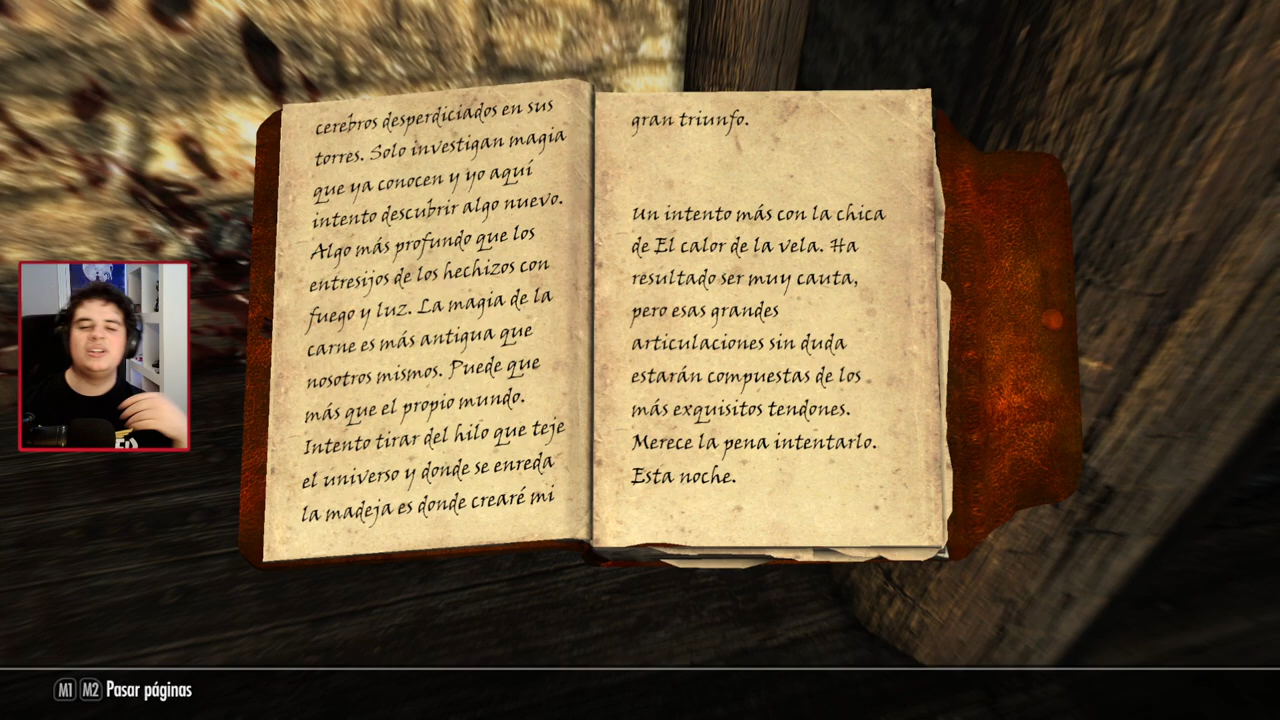 cerebros desperdiciados en sus
torres. Solo investigan magia
que ya conocen y yo aquí
intento descubrir algo nuevo.
Algo más profundo que los
entresijos de los hechizos con
fuego y luz. La magia de la
carne es más antigua que
nosotros mismos. Puede que
más que el propio mundo.
Intento tirar del hilo que teje
el universo y donde se enreda
la madeja es donde crearé mi
gran triunfo.
Un intento más con la chica
de El calor de la vela. Ha
resultado ser muy cauta,
pero esas grandes
articulaciones sin duda
estarán compuestas de los
más exquisitos tendones.
Merece la pena intentarlo.
Esta noche.
M1 M2 Pasar páginas